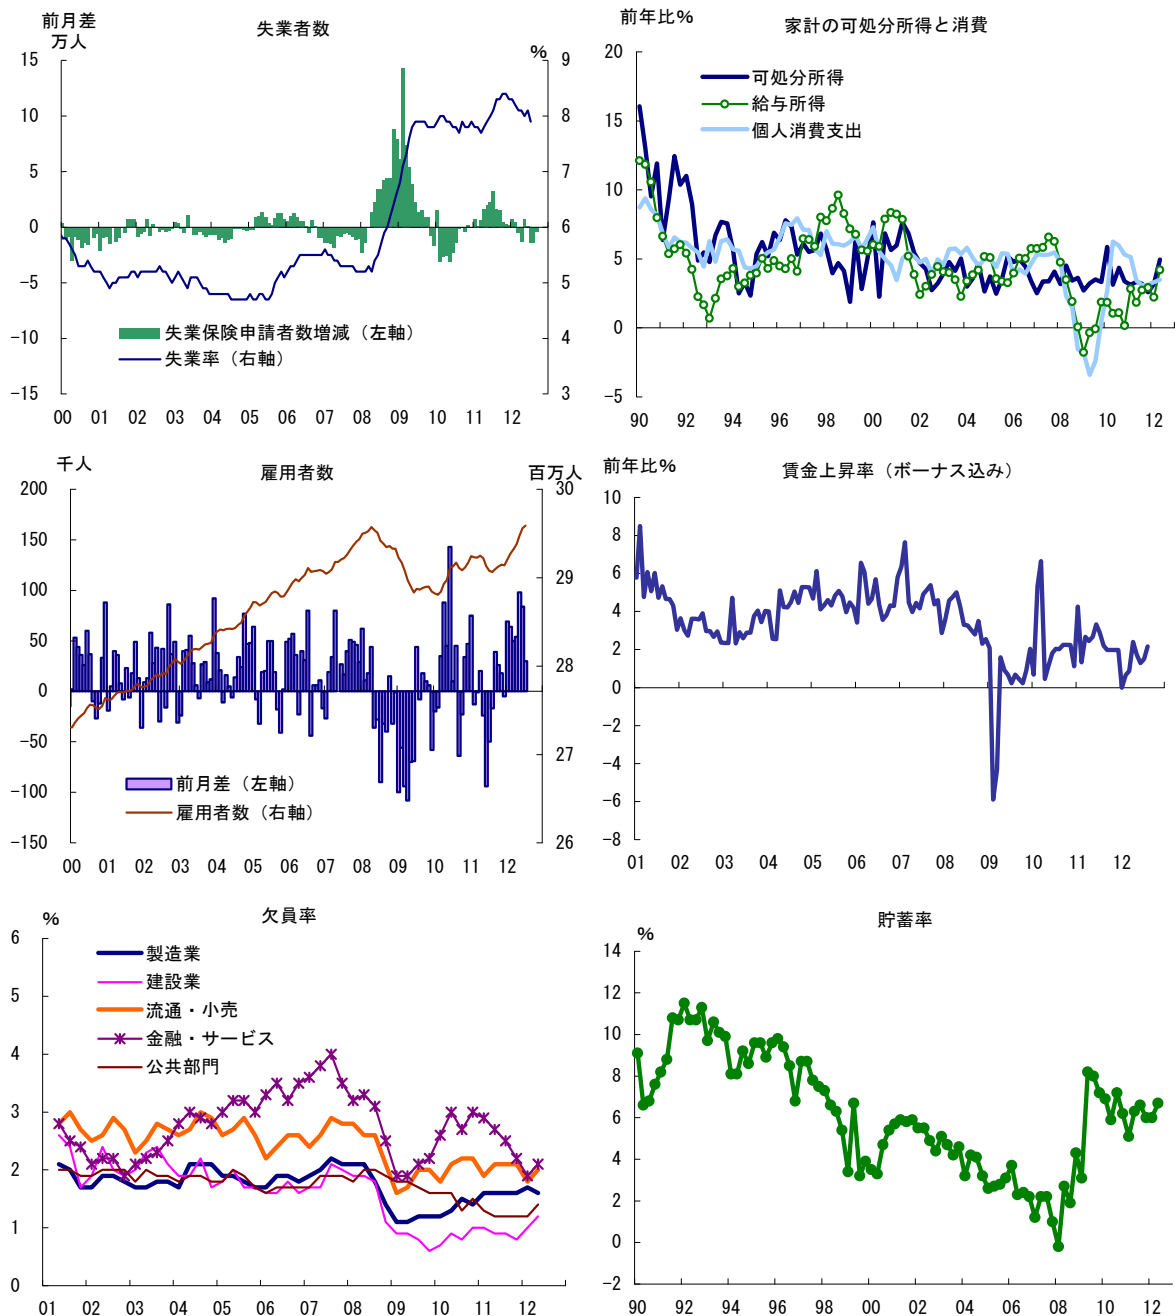 失業者数
前月差
万人
%
15
10
5
0
−5
−10
−15
9
8
7
6
5
4
3
失業保険申請者数増減（左軸）
失業率（右軸）
00 01 02 03 04 05 06 07 08 09 10 11 12
家計の可処分所得と消費
前年比%
20
15
10
5
0
−5
可処分所得
給与所得
個人消費支出
90 92 94 96 98 00 02 04 06 08 10 12
雇用者数
千人
百万人
200
150
100
50
0
−50
−100
−150
30
29
28
27
26
前月差（左軸）
雇用者数（右軸）
00 01 02 03 04 05 06 07 08 09 10 11 12
賃金上昇率（ボーナス込み）
前年比%
10
8
6
4
2
0
−2
−4
−6
−8
01 02 03 04 05 06 07 08 09 10 11 12
欠員率
%
6
5
4
3
2
1
0
製造業
建設業
流通・小売
金融・サービス
公共部門
01 02 03 04 05 06 07 08 09 10 11 12
貯蓄率
%
14
12
10
8
6
4
2
0
−2
90 92 94 96 98 00 02 04 06 08 10 12